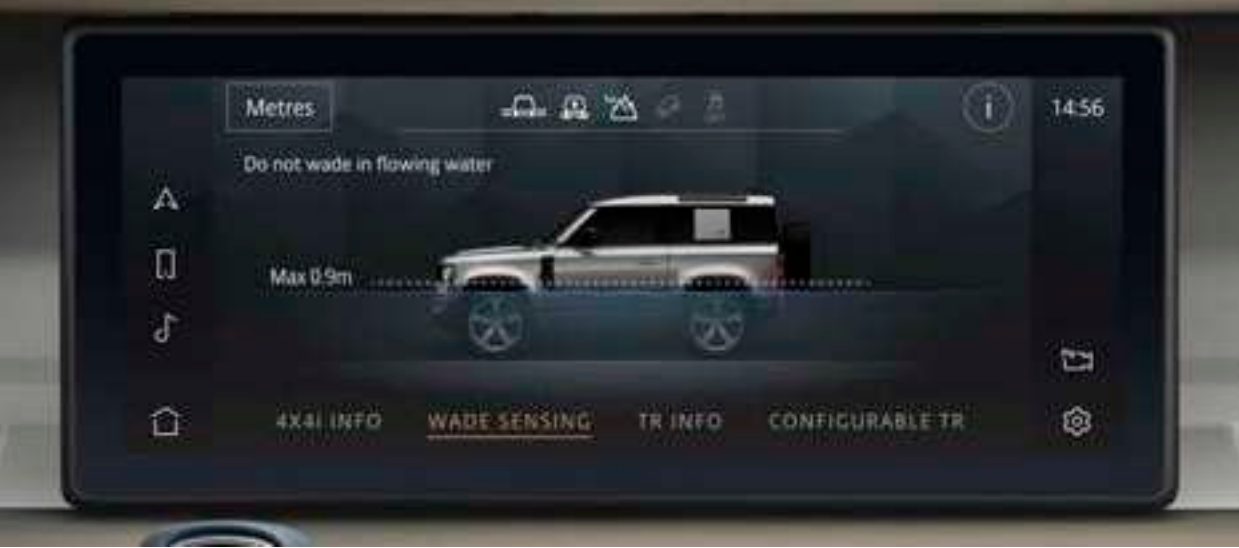 Metres
14:56
Do not wade in flowing water
Max 0.9m
4X4I INFO
WADE SENSING
TR INFO
CONFIGURABLE TR